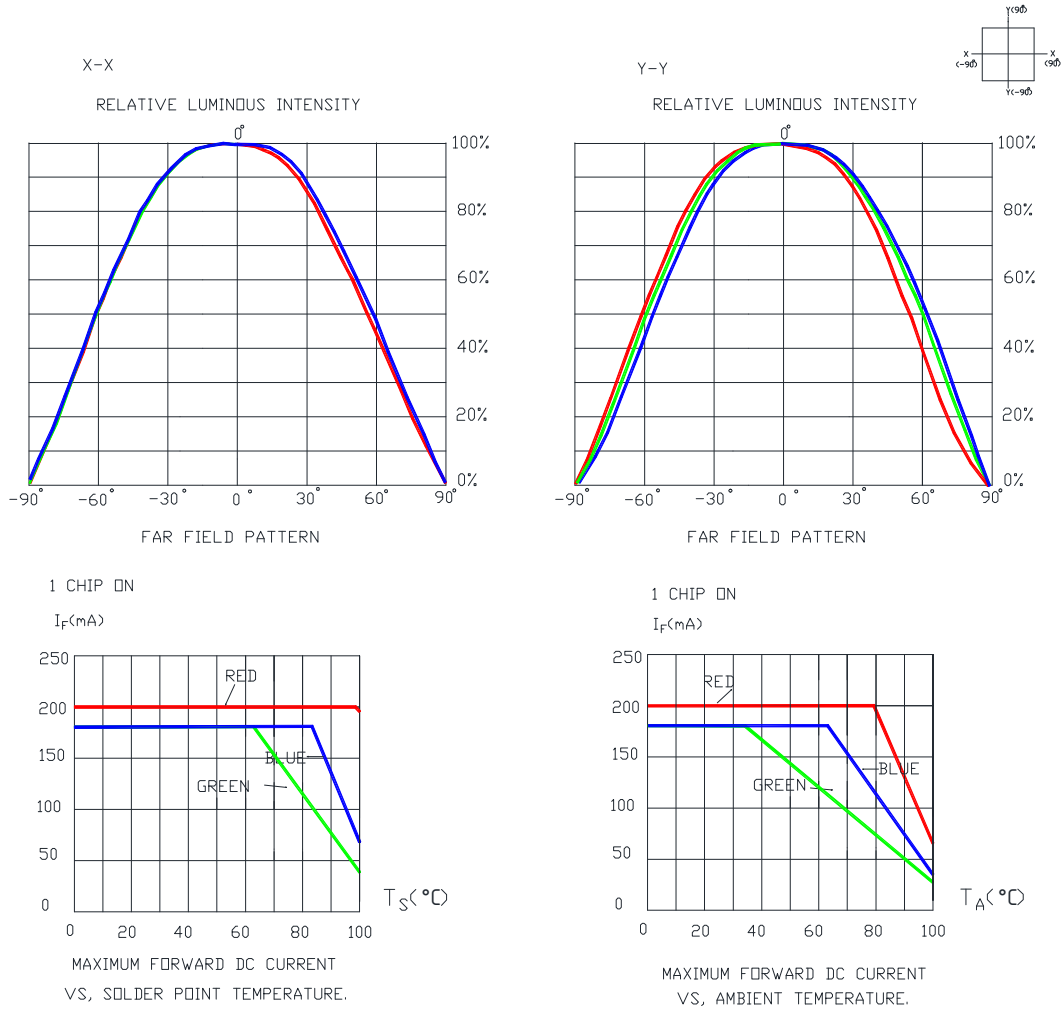 X-X
RELATIVE LUMINOUS INTENSITY
0°
100%
80%
60%
40%
20%
0%
-90° -60° -30° 0 30° 60° 90°
FAR FIELD PATTERN
Y-Y
RELATIVE LUMINOUS INTENSITY
0°
100%
80%
60%
40%
20%
0%
-90° -60° -30° 0 30° 60° 90°
FAR FIELD PATTERN
Y(90°)
X X
(-90°) (90°)
Y(-90°)
1 CHIP ON
IF(mA)
250
200
150
100
50
0
RED
BLUE
GREEN
TS(°C)
0 20 40 60 80 100
MAXIMUM FORWARD DC CURRENT
VS, SOLDER POINT TEMPERATURE.
1 CHIP ON
IF(mA)
250
200
150
100
50
0
RED
BLUE
GREEN
TA(°C)
0 20 40 60 80 100
MAXIMUM FORWARD DC CURRENT
VS, AMBIENT TEMPERATURE.